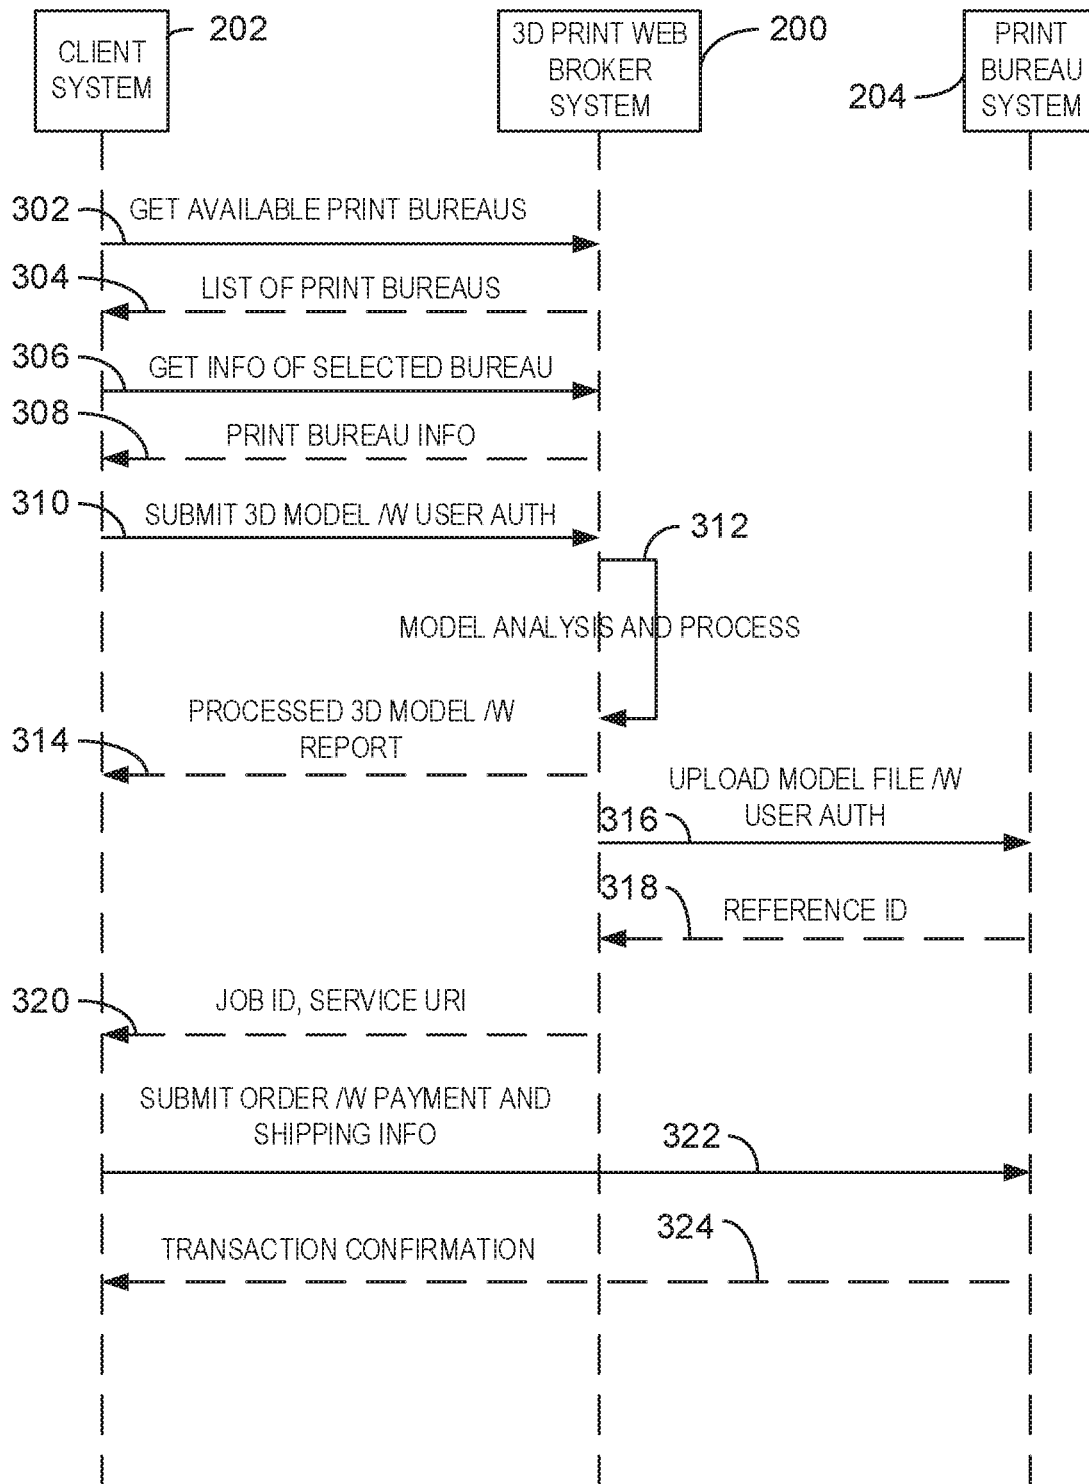 CLIENT
SYSTEM
202
3D PRINT WEB
BROKER
SYSTEM
200
PRINT
BUREAU
SYSTEM
204
302
GET AVAILABLE PRINT BUREAUS
304
LIST OF PRINT BUREAUS
306
GET INFO OF SELECTED BUREAU
308
PRINT BUREAU INFO
310
SUBMIT 3D MODEL /W USER AUTH
312
MODEL ANALYSIS AND PROCESS
PROCESSED 3D MODEL /W
REPORT
314
UPLOAD MODEL FILE /W
USER AUTH
316
318
REFERENCE ID
320
JOB ID, SERVICE URI
SUBMIT ORDER /W PAYMENT AND
SHIPPING INFO
322
324
TRANSACTION CONFIRMATION